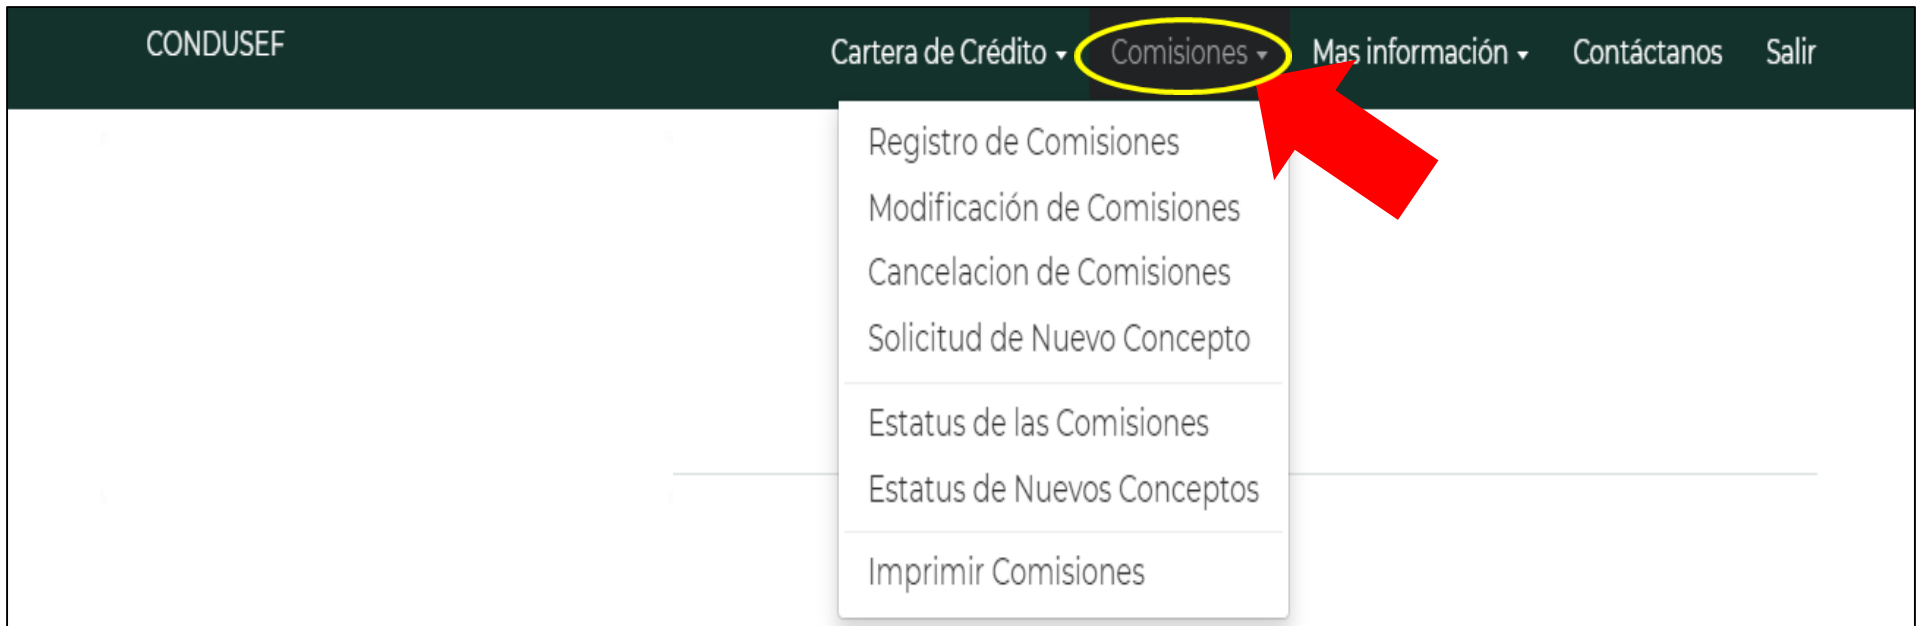 CONDUSEF
Cartera de Crédito Comisiones Mas información Contáctanos Salir
Registro de Comisiones
Modificación de Comisiones
Cancelacion de Comisiones
Solicitud de Nuevo Concepto
Estatus de las Comisiones
Estatus de Nuevos Conceptos
Imprimir Comisiones